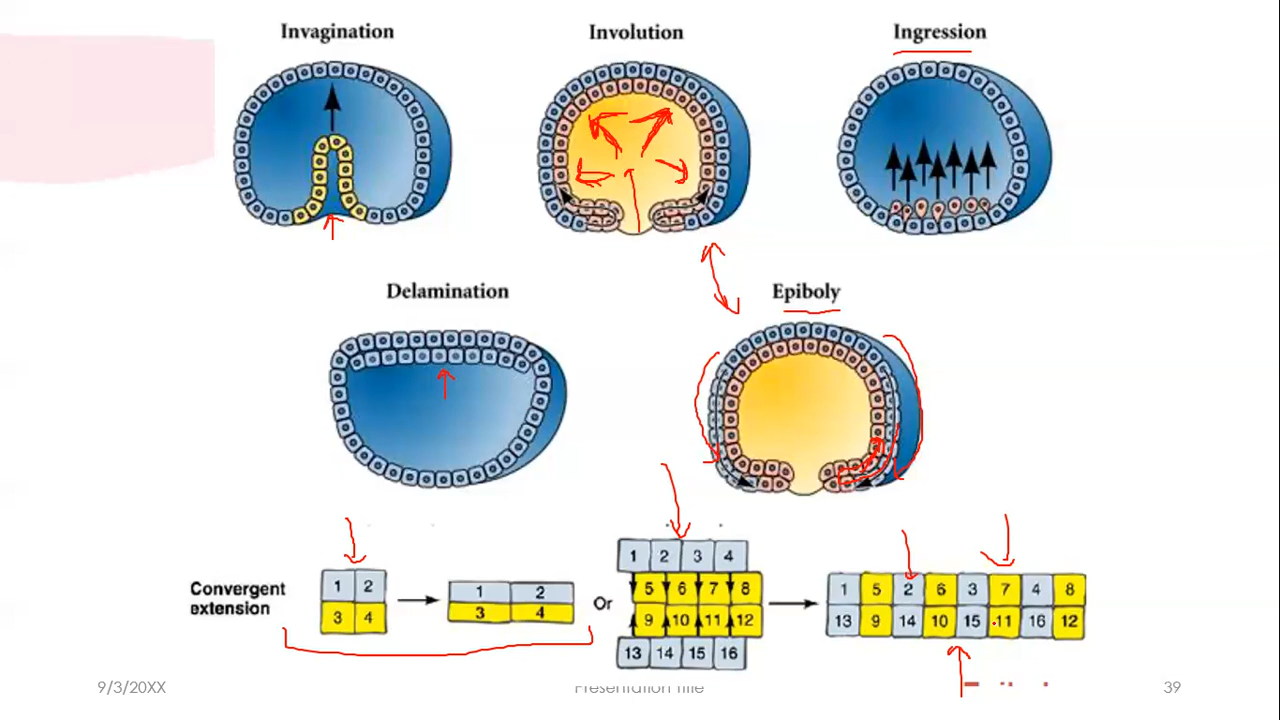 Invagination
Involution
Ingression
Delamination
Epiboly
Convergent
extension
1 2
3 4
1 2
3 4
Or
1 2 3 4
5 6 7 8
9 10 11 12
13 14 15 16
1 5 2 6 3 7 4 8
13 9 14 10 15 11 16 12
9/3/20XX
Presentation Title
39